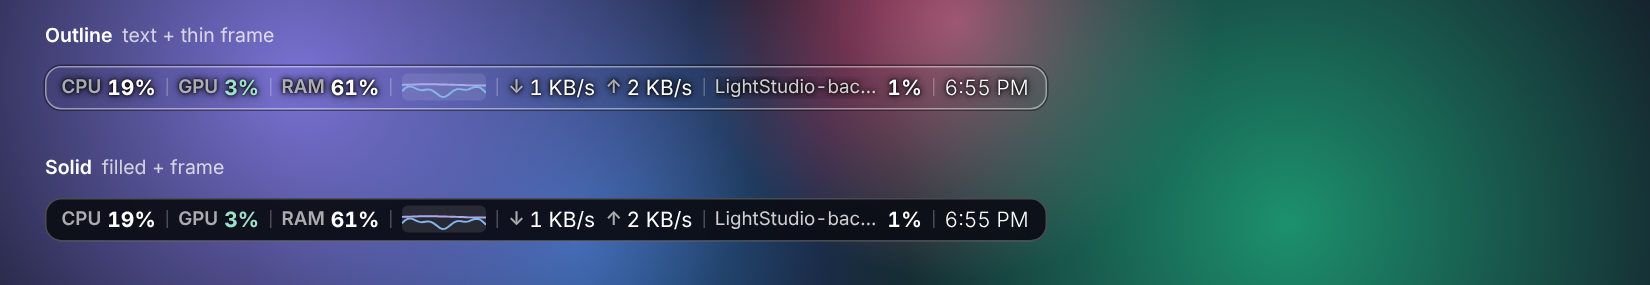 Outline text + thin frame
CPU 19% | GPU 3% | RAM 61% | | ↓ 1 KB/s ↑ 2 KB/s | LightStudio-bac... 1% | 6:55 PM
Solid filled + frame
CPU 19% | GPU 3% | RAM 61% | | ↓ 1 KB/s ↑ 2 KB/s | LightStudio-bac... 1% | 6:55 PM